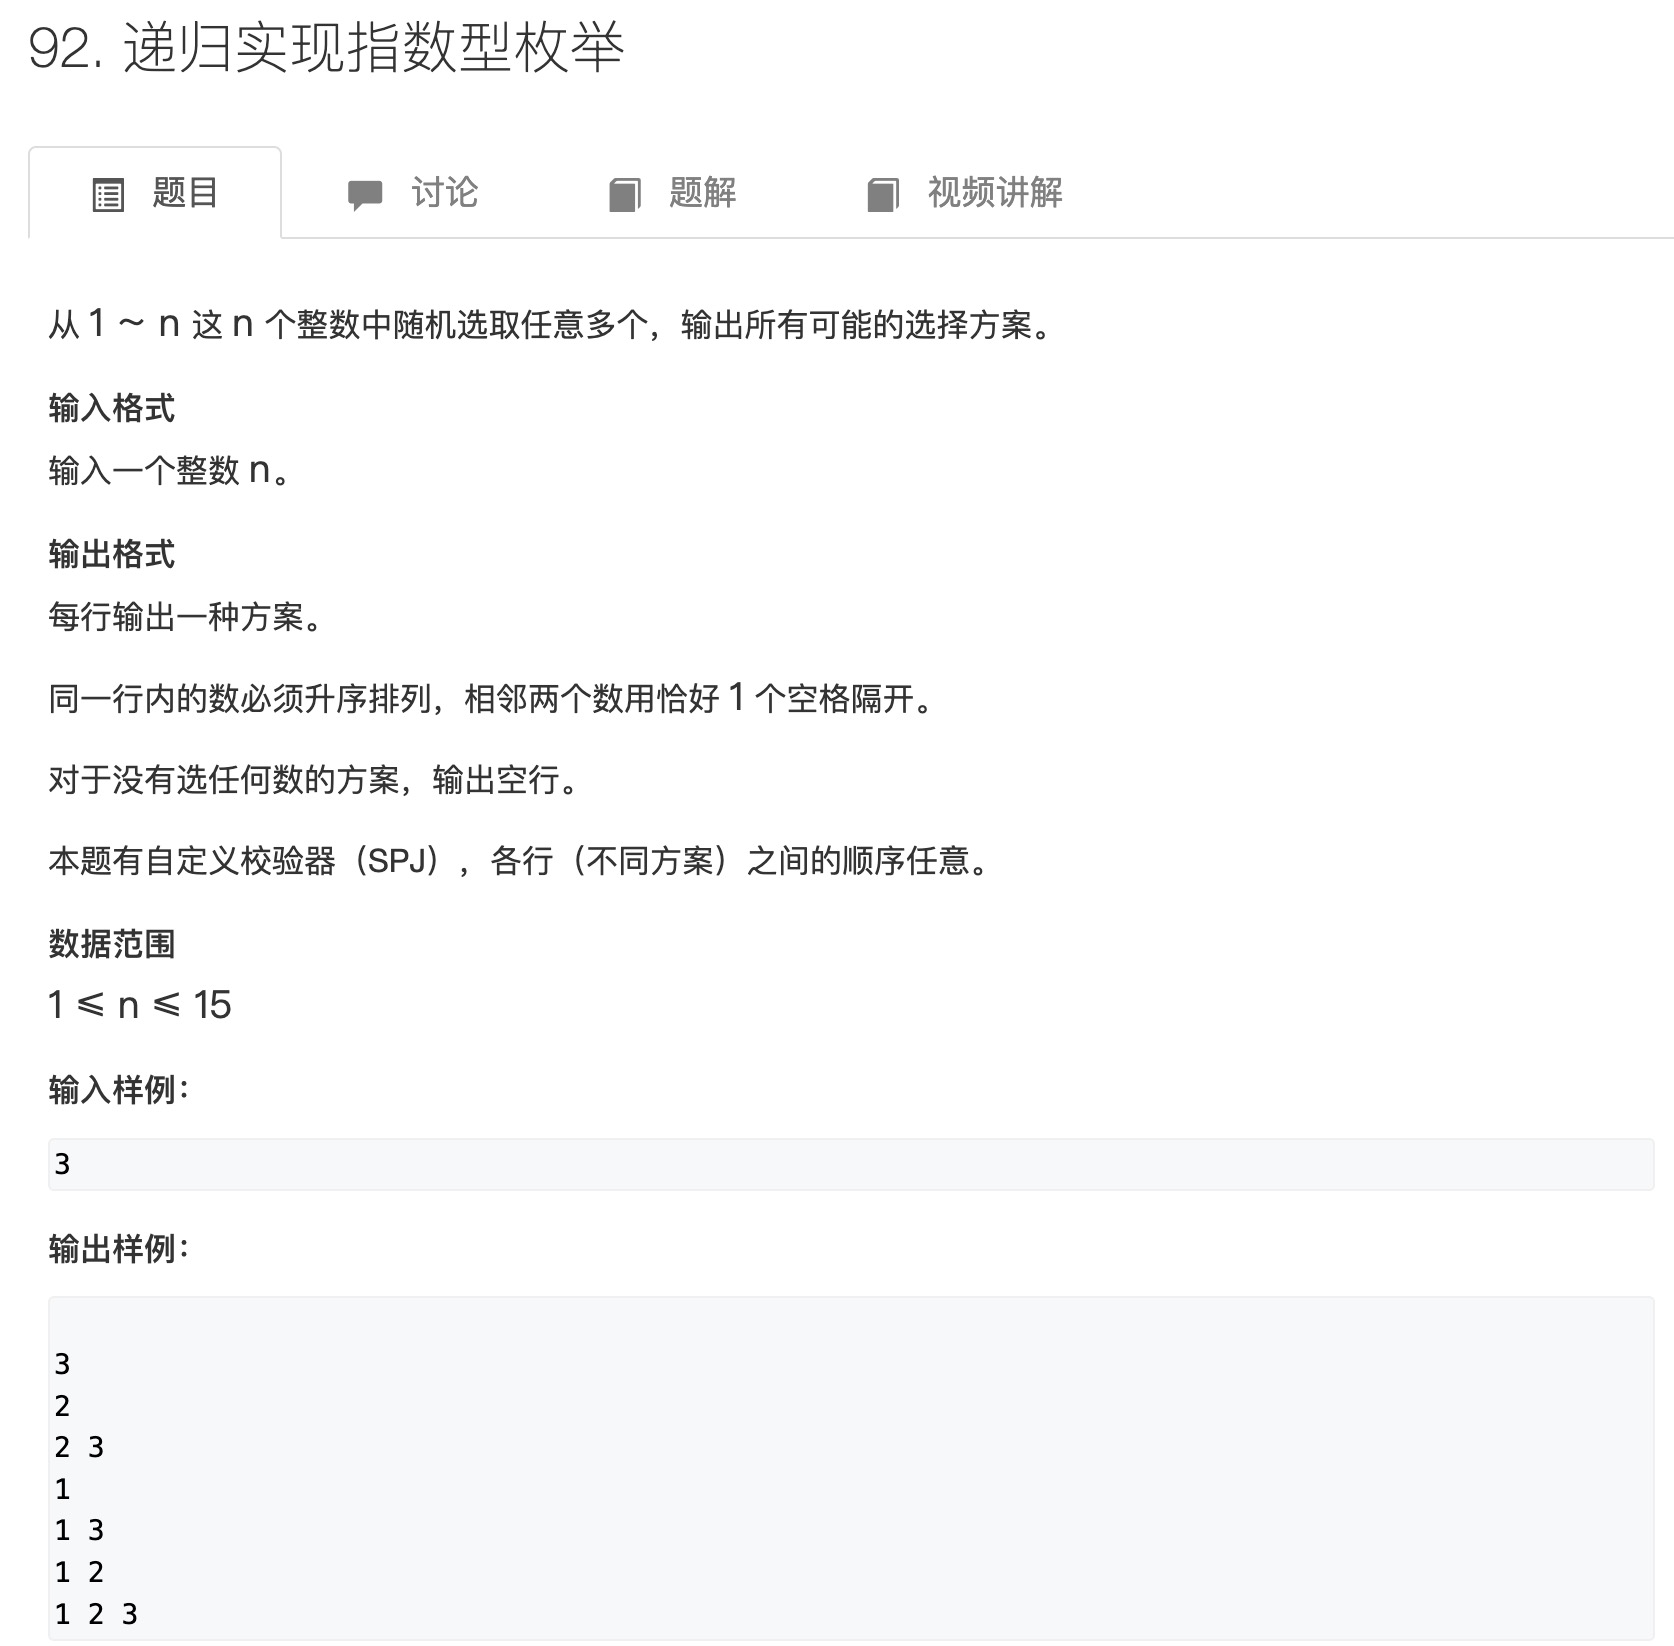 92. 递归实现指数型枚举
题目 讨论 题解 视频讲解
从 1 ~ n 这 n 个整数中随机选取任意多个，输出所有可能的选择方案。
输入格式
输入一个整数 n。
输出格式
每行输出一种方案。
同一行内的数必须升序排列，相邻两个数用恰好 1 个空格隔开。
对于没有选任何数的方案，输出空行。
本题有自定义校验器（SPJ），各行（不同方案）之间的顺序任意。
数据范围
1 ⩽ n ⩽ 15
输入样例：
3
输出样例：
3
2
2 3
1
1 3
1 2
1 2 3